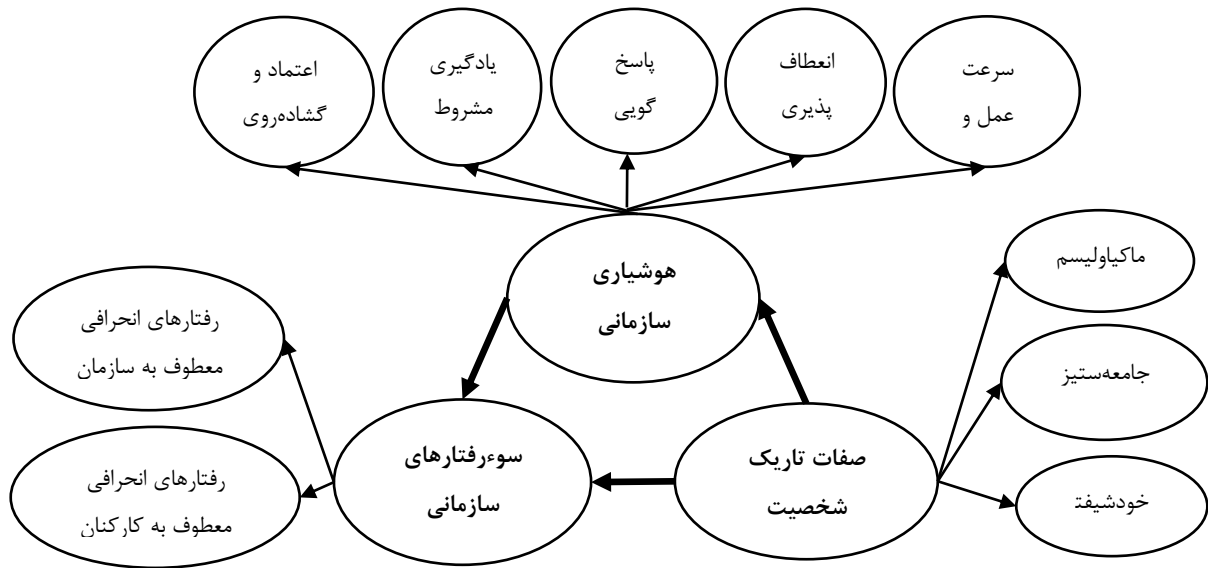 سرعت
عمل و
انعطاف
پذیری
پاسخ
گویی
یادگیری
مشروط
اعتماد و
گشاده‌روی
هوشیاری
سازمانی
ماکیاولیسم
جامعه‌ستیز
خودشیفت
صفات تاریک
شخصیت
سوء‌رفتارهای
سازمانی
رفتارهای انحرافی
معطوف به سازمان
رفتارهای انحرافی
معطوف به کارکنان